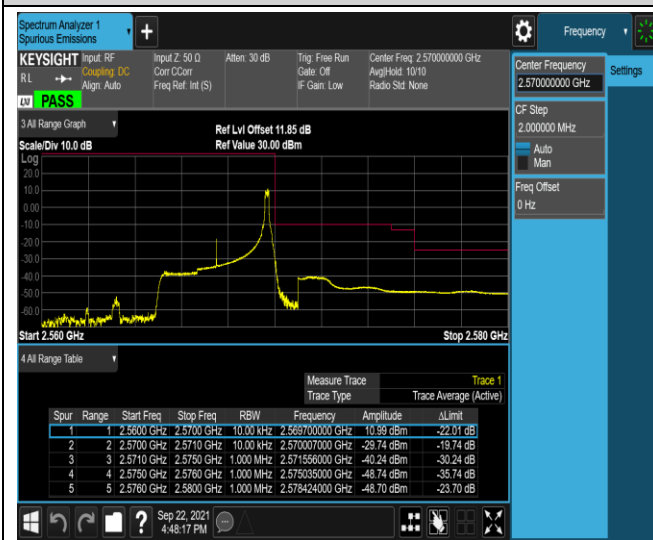 Spectrum Analyzer 1
Spurious Emissions
+
Frequency
KEYSIGHT
RL
LXI PASS
Input: RF
Coupling: DC
Align: Auto
Input Z: 50 Ω
Corr CCorr
Freq Ref: Int (S)
Atten: 30 dB
Trig: Free Run
Gate: Off
IF Gain: Low
Center Freq: 2.570000000 GHz
Avg|Hold: 10/10
Radio Std: None
Center Frequency
2.570000000 GHz
Settings
CF Step
2.000000 MHz
Auto
Man
Freq Offset
0 Hz
3 All Range Graph
Ref Lvl Offset 11.85 dB
Scale/Div 10.0 dB
Ref Value 30.00 dBm
Log
20.0
10.0
0.00
-10.0
-20.0
-30.0
-40.0
-50.0
-60.0
Start 2.560 GHz
Stop 2.580 GHz
4 All Range Table
Measure Trace Trace 1
Trace Type Trace Average (Active)
Spur Range Start Freq Stop Freq RBW Frequency Amplitude ΔLimit
1 1 2.5600 GHz 2.5700 GHz 10.00 kHz 2.569700000 GHz 10.99 dBm -22.01 dB
2 2 2.5700 GHz 2.5710 GHz 10.00 kHz 2.570007000 GHz -29.74 dBm -19.74 dB
3 3 2.5710 GHz 2.5750 GHz 1.000 MHz 2.571556000 GHz -40.24 dBm -30.24 dB
4 4 2.5750 GHz 2.5760 GHz 1.000 MHz 2.575035000 GHz -48.74 dBm -35.74 dB
5 5 2.5760 GHz 2.5800 GHz 1.000 MHz 2.578424000 GHz -48.70 dBm -23.70 dB
?
Sep 22, 2021
4:48:17 PM